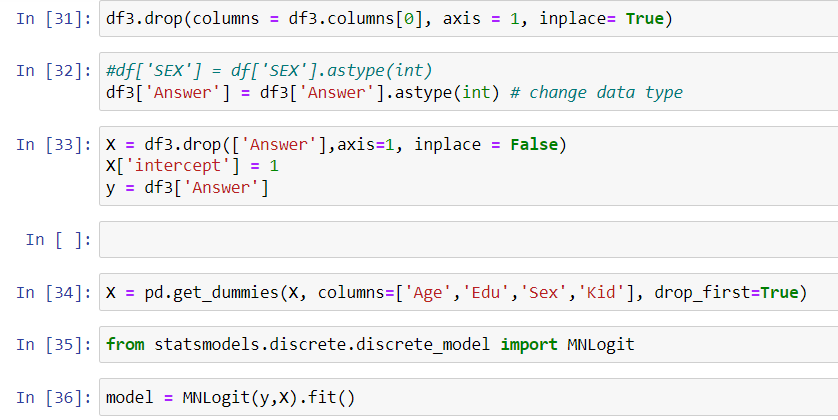 In [31]: df3.drop(columns = df3.columns[0], axis = 1, inplace= True)
In [32]: #df['SEX'] = df['SEX'].astype(int)
df3['Answer'] = df3['Answer'].astype(int) # change data type
In [33]: X = df3.drop(['Answer'],axis=1, inplace = False)
X['intercept'] = 1
y = df3['Answer']
In [ ]:
In [34]: X = pd.get_dummies(X, columns=['Age','Edu','Sex','Kid'], drop_first=True)
In [35]: from statsmodels.discrete.discrete_model import MNLogit
In [36]: model = MNLogit(y,X).fit()